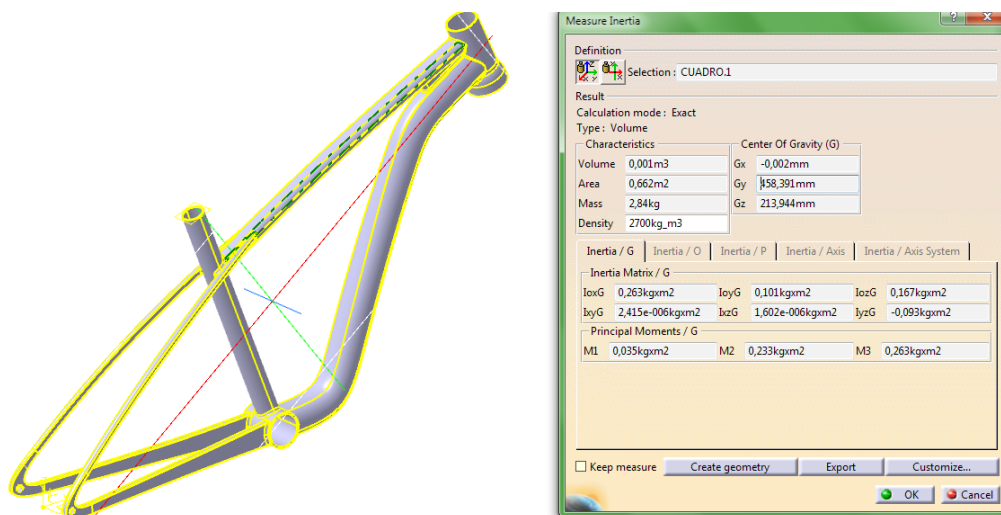 Measure Inertia
Definition
Selection : CUADRO.1
Result
Calculation mode : Exact
Type : Volume
Characteristics
Volume 0,001m3
Area 0,662m2
Mass 2,84kg
Density 2700kg_m3
Center Of Gravity (G)
Gx -0,002mm
Gy 458,391mm
Gz 213,944mm
Inertia / G Inertia / O Inertia / P Inertia / Axis Inertia / Axis System
Inertia Matrix / G
IoxG 0,263kgxm2 IoyG 0,101kgxm2 IozG 0,167kgxm2
IxyG 2,415e-006kgxm2 IxzG 1,602e-006kgxm2 IyzG -0,093kgxm2
Principal Moments / G
M1 0,035kgxm2 M2 0,233kgxm2 M3 0,263kgxm2
Keep measure Create geometry Export Customize...
OK Cancel